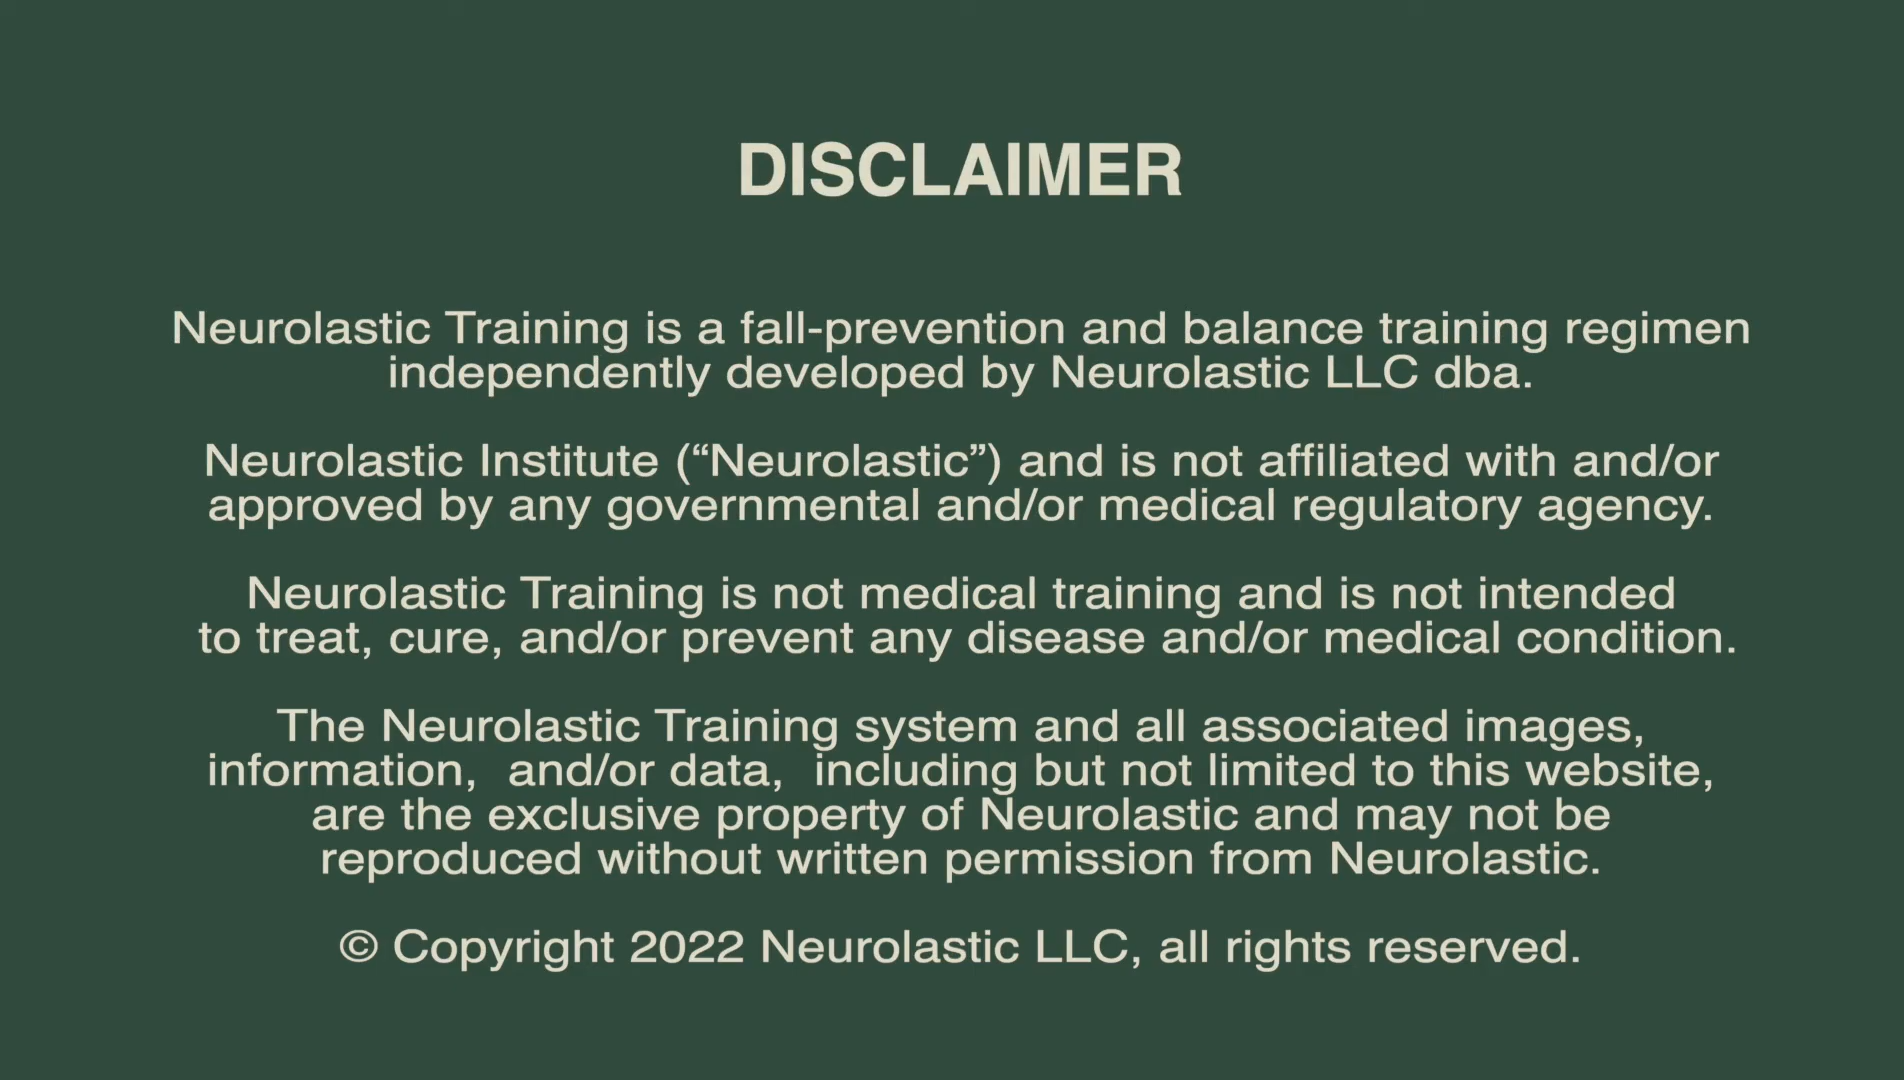 DISCLAIMER
Neurolastic Training is a fall-prevention and balance training regimen
independently developed by Neurolastic LLC dba.
Neurolastic Institute (“Neurolastic”) and is not affiliated with and/or
approved by any governmental and/or medical regulatory agency.
Neurolastic Training is not medical training and is not intended
to treat, cure, and/or prevent any disease and/or medical condition.
The Neurolastic Training system and all associated images,
information,  and/or data,  including but not limited to this website,
are the exclusive property of Neurolastic and may not be
reproduced without written permission from Neurolastic.
© Copyright 2022 Neurolastic LLC, all rights reserved.